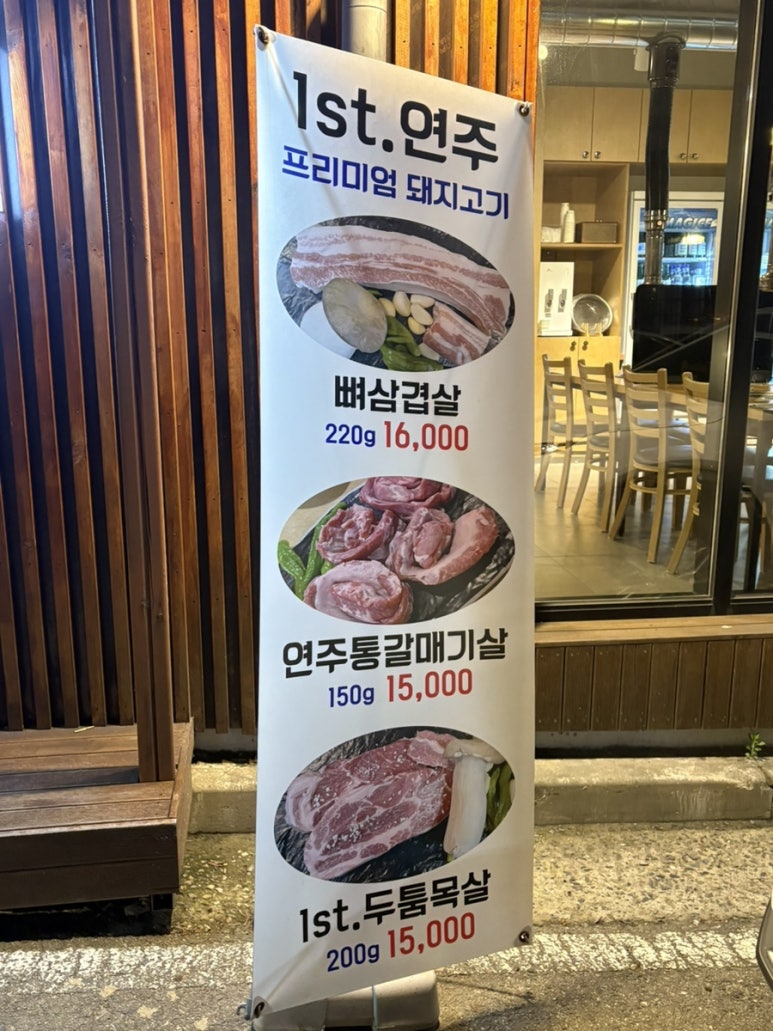 1st.연주
프리미엄 돼지고기
뼈삼겹살
220g 16,000
연주통갈매기살
150g 15,000
1st.두툼목살
200g 15,000